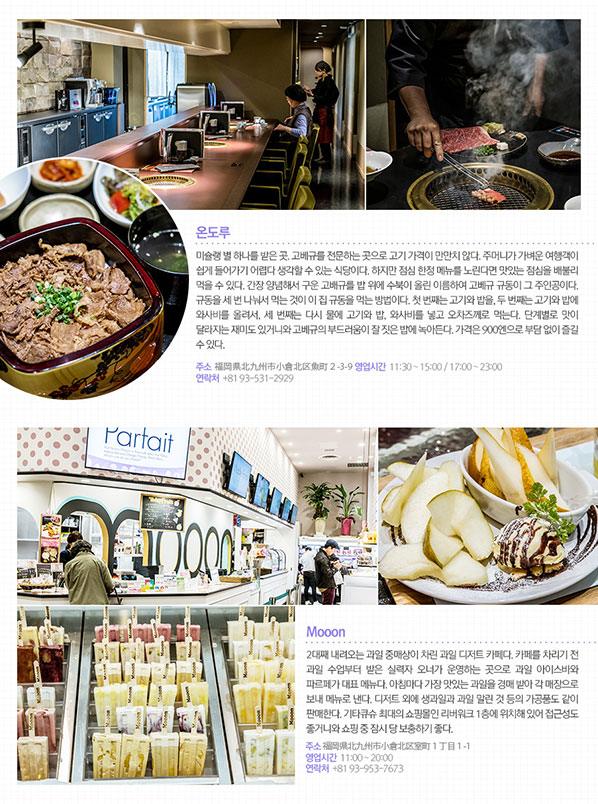 온도루
미슐랭 별 하나를 받은 곳. 고베규를 전문하는 곳으로 고기 가격이 만만치 않다. 주머니가 가벼운 여행객이
쉽게 들어가기 어렵다 생각할 수 있는 식당이다. 하지만 점심 한정 메뉴를 노린다면 맛있는 점심을 배불리
먹을 수 있다. 간장 양념해서 구운 고배규를 밥 위에 수북이 올린 이름하여 고베규 규동이 그 주인공이다.
규동을 세 번 나눠서 먹는 것이 이 집 규동을 먹는 방법이다. 첫 번째는 고기와 밥을, 두 번째는 고기와 밥에
와사비를 올려서, 세 번째는 다시 물에 고기와 밥, 와사비를 넣고 오차즈께로 먹는다. 단계별로 맛이
달라지는 재미도 있거니와 고베규의 부드러움이 잘 짓은 밥에 녹아든다. 가격은 900엔으로 부담 없이 즐길
수 있다.
주소 福岡県北九州市小倉北区魚町 2 -3-9 영업시간 11:30 ~ 15:00 / 17:00 ~ 23:00
연락처 +81 93-531-2929
Parfait
mooon
Mooon
2대째 내려오는 과일 중매상이 차린 과일 디저트 카페다. 카페를 차리기 전
과일 수업부터 받은 실력자 오너가 운영하는 곳으로 과일 아이스바와
파르페가 대표 메뉴다. 아침마다 가장 맛있는 과일을 경매 받아 각 매장으로
보내 메뉴로 낸다. 디저트 외에 생과일과 과일 말린 것 등의 가공품도 같이
판매한다. 기타큐슈 최대의 쇼핑몰인 리버워크 1층에 위치해 있어 접근성도
좋거니와 쇼핑 중 잠시 당 보충하기 좋다.
주소 福岡県北九州市小倉北区室町 1 丁目 1 -1
영업시간 11:00 ~ 20:00
연락처 +81 93-953-7673